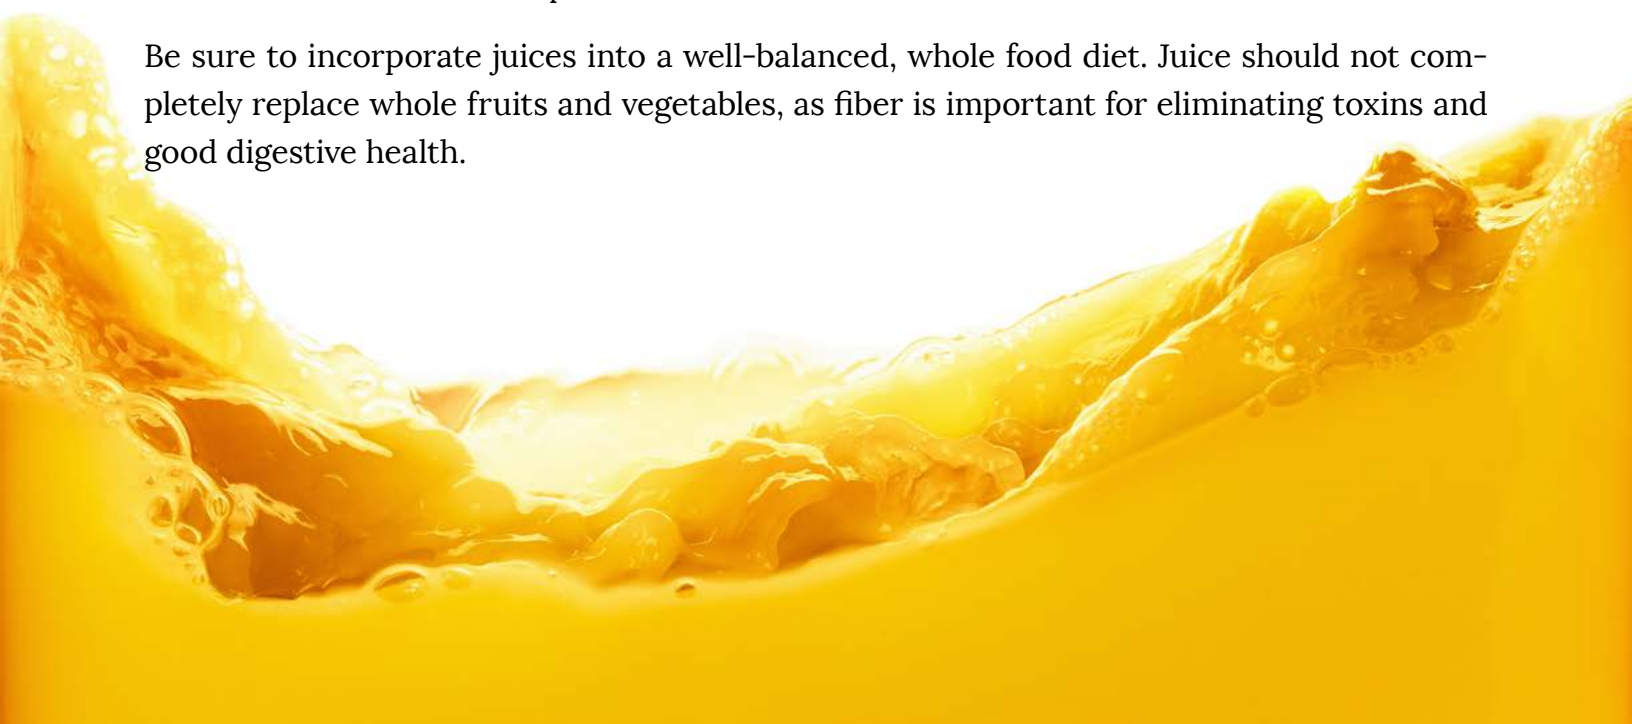 Be sure to incorporate juices into a well-balanced, whole food diet. Juice should not com-
pletely replace whole fruits and vegetables, as fiber is important for eliminating toxins and
good digestive health.